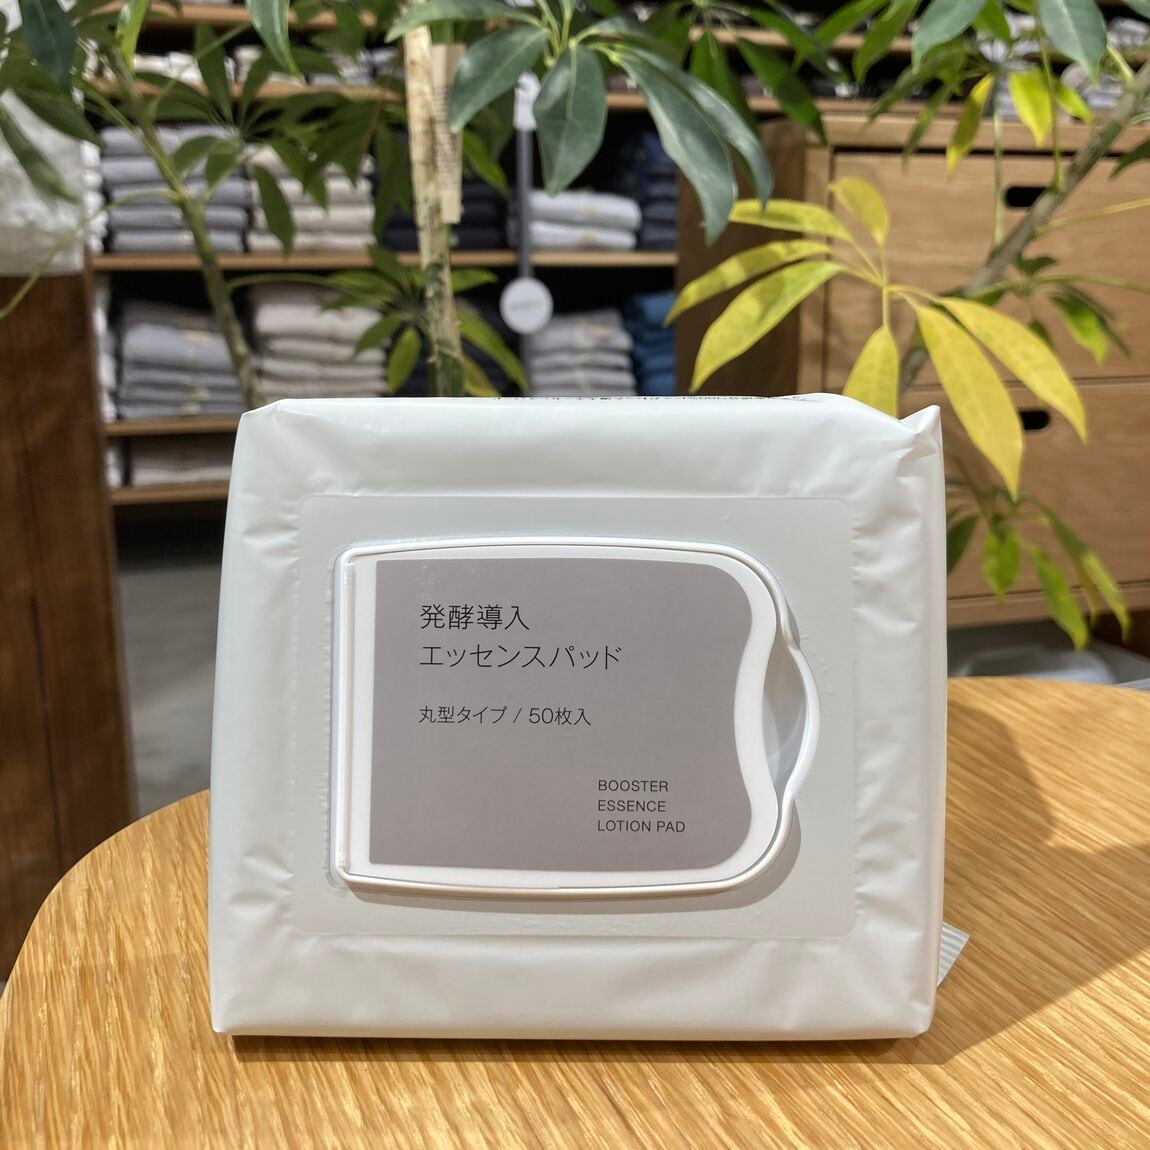 発酵導入
エッセンスパッド
丸型タイプ / 50枚入
BOOSTER
ESSENCE
LOTION PAD